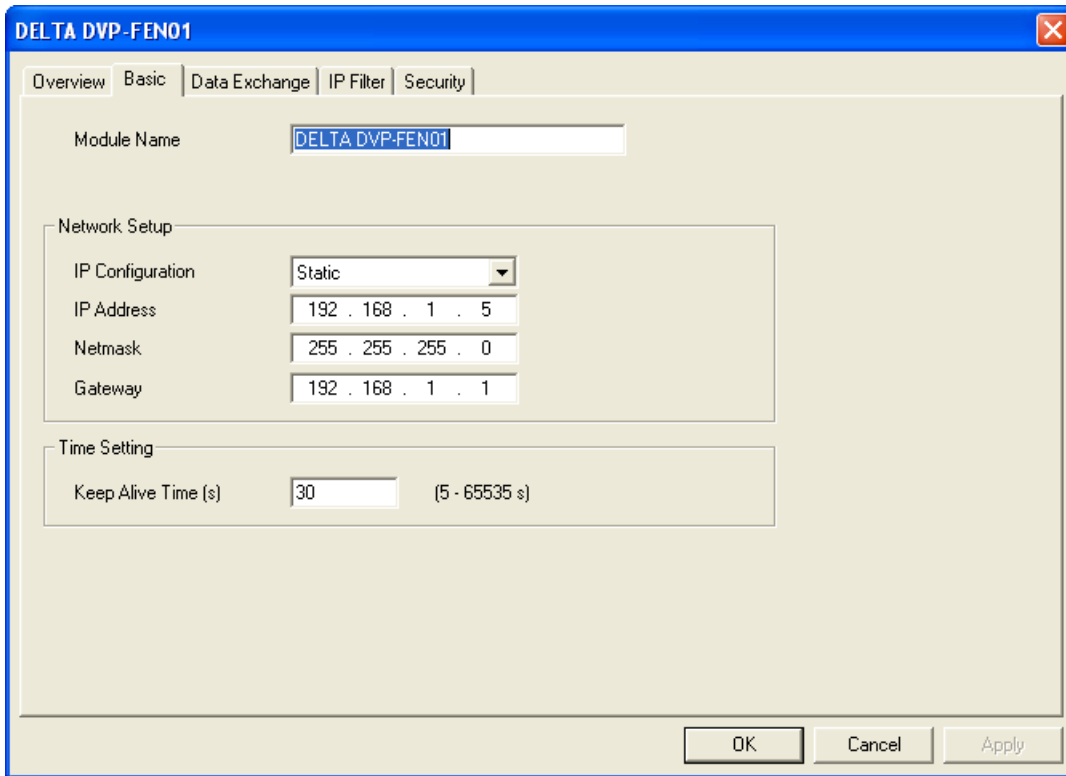 DELTA DVP-FEN01
Overview Basic Data Exchange IP Filter Security
Module Name DELTA DVP-FEN01
Network Setup
IP Configuration Static
IP Address 192 . 168 . 1 . 5
Netmask 255 . 255 . 255 . 0
Gateway 192 . 168 . 1 . 1
Time Setting
Keep Alive Time (s) 30 (5 - 65535 s)
OK Cancel Apply